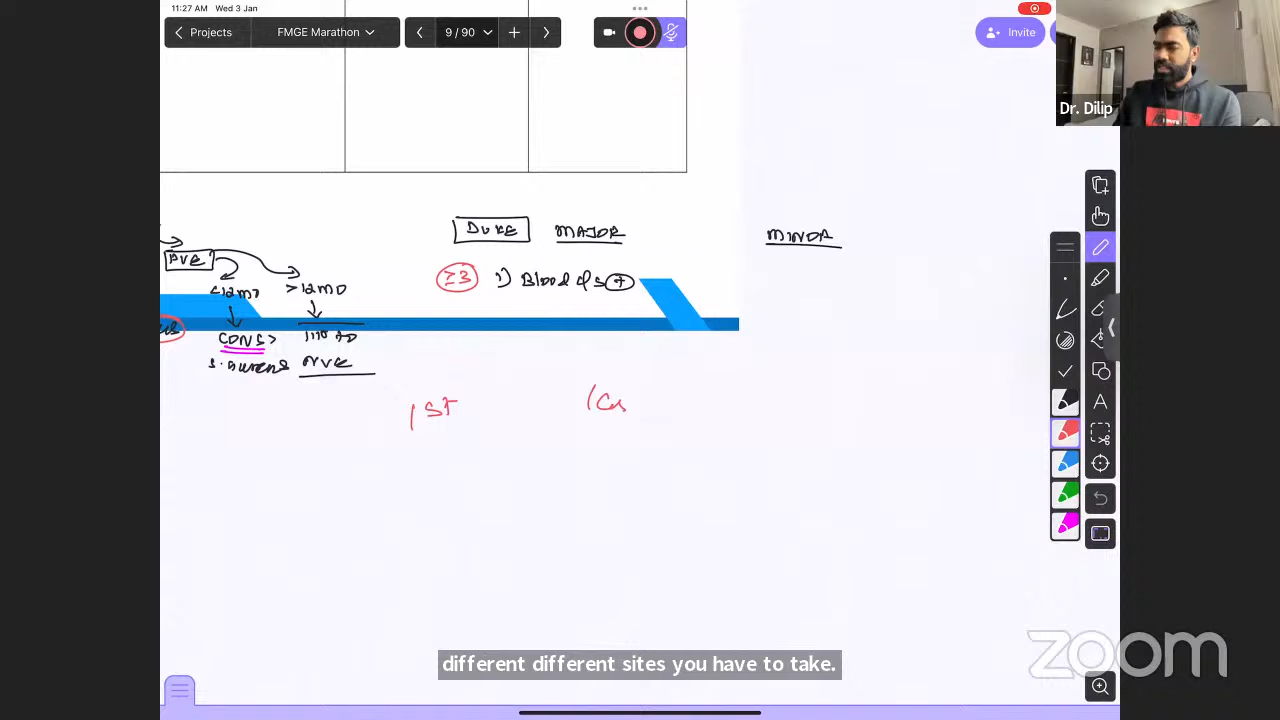 11:27 AM Wed 3 Jan
Projects
FMGE Marathon
9 / 90
Invite
Dr. Dilip
DUKE MAJOR
MINOR
PVE
≥3 1) Blood c/s +
<12mo >12mo
CONS >
NVE
1st
different different sites you have to take.
zoom